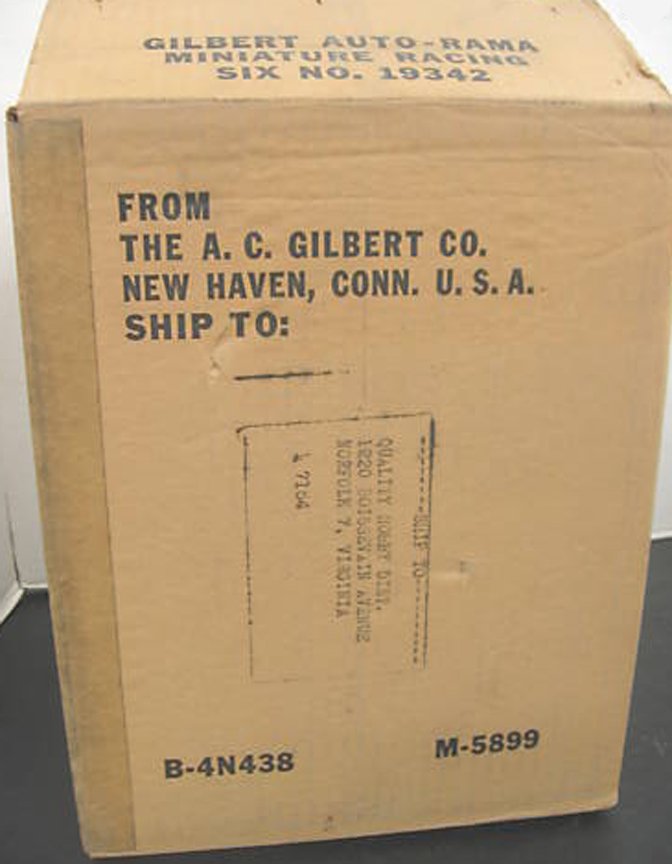 GILBERT AUTO-RAMA
MINIATURE RACING
SIX NO. 19342
FROM
THE A. C. GILBERT CO.
NEW HAVEN, CONN. U. S. A.
SHIP TO:
SHIP TO
QUALITY HOBBY DIST.
1220 BOISSEVAIN AVENUE
NORFOLK 7, VIRGINIA
7164
B-4N438
M-5899